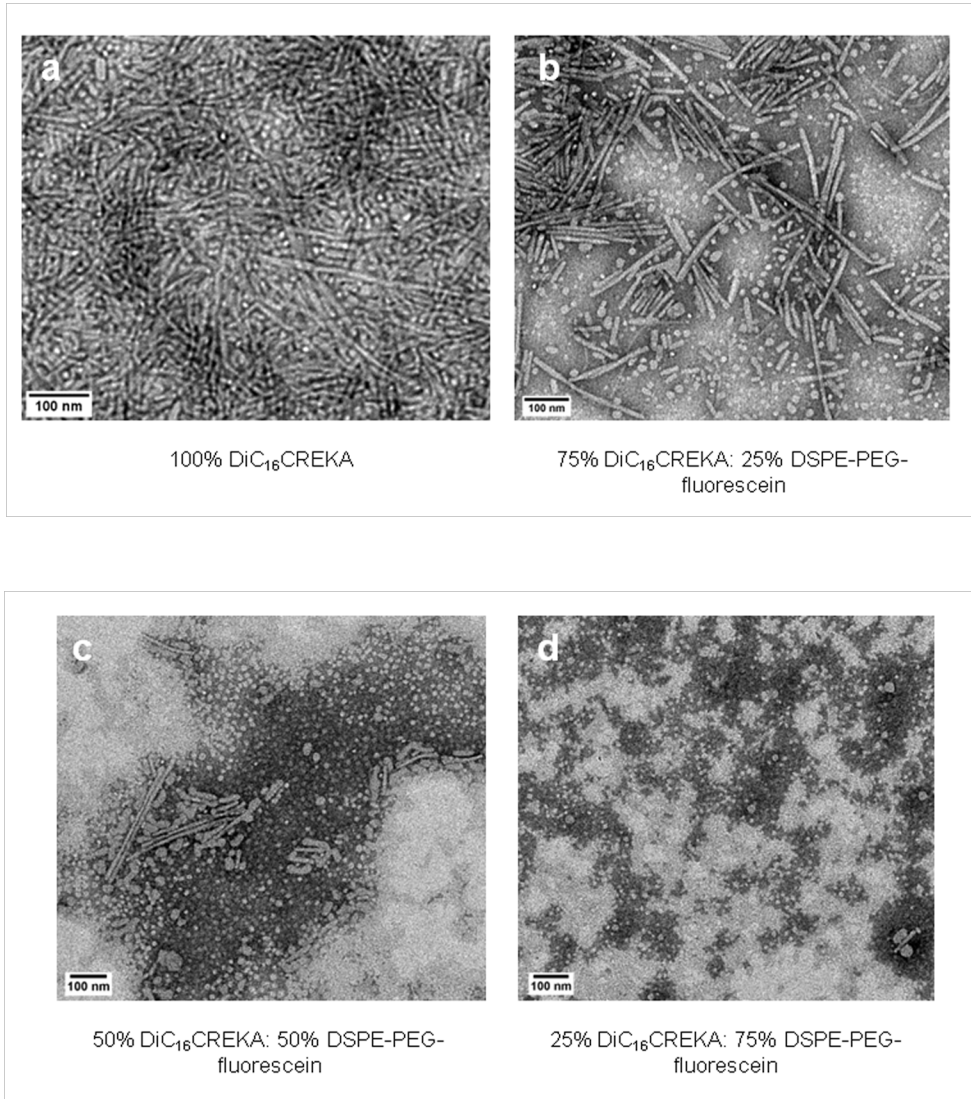 a
b
100 nm
100 nm
100% DiC₁₆CREKA
75% DiC₁₆CREKA: 25% DSPE-PEG-
fluorescein
c
d
100 nm
100 nm
50% DiC₁₆CREKA: 50% DSPE-PEG-
fluorescein
25% DiC₁₆CREKA: 75% DSPE-PEG-
fluorescein